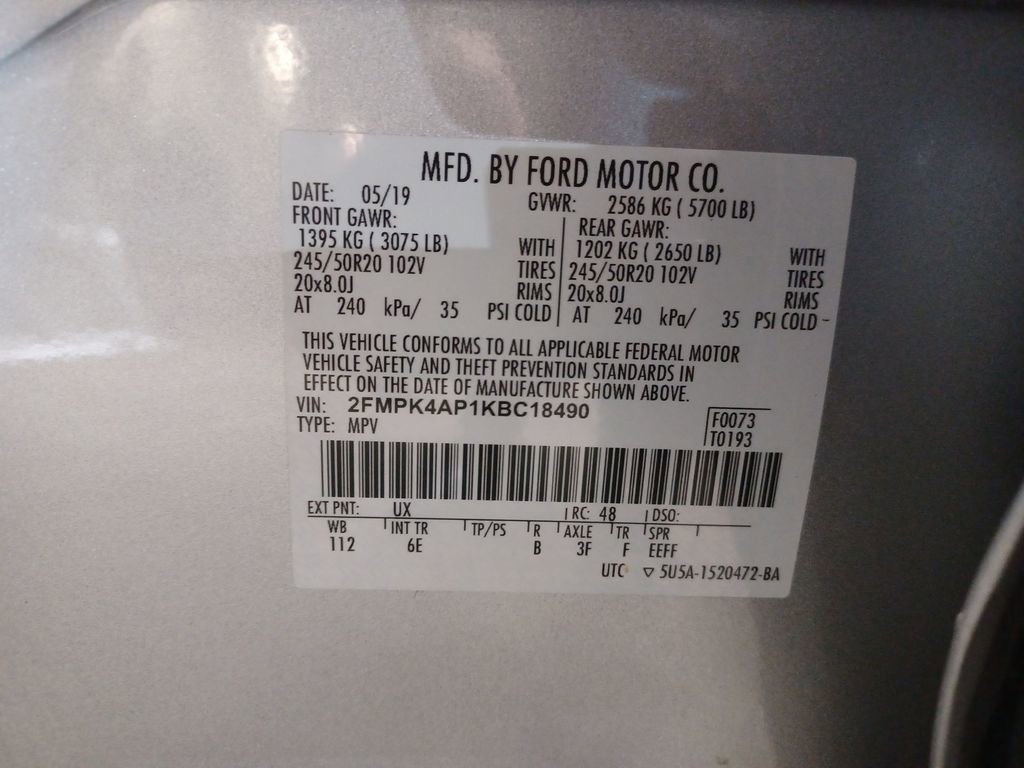 MFD. BY FORD MOTOR CO.
DATE: 05/19 GVWR: 2586 KG ( 5700 LB)
FRONT GAWR: REAR GAWR:
1395 KG ( 3075 LB) WITH 1202 KG ( 2650 LB) WITH
245/50R20 102V TIRES 245/50R20 102V TIRES
20x8.0J RIMS 20x8.0J RIMS
AT 240 kPa/ 35 PSI COLD AT 240 kPa/ 35 PSI COLD
THIS VEHICLE CONFORMS TO ALL APPLICABLE FEDERAL MOTOR
VEHICLE SAFETY AND THEFT PREVENTION STANDARDS IN
EFFECT ON THE DATE OF MANUFACTURE SHOWN ABOVE.
VIN: 2FMPK4AP1KBC18490 F0073
TYPE: MPV T0193
EXT PNT: UX RC: 48 DSO:
WB INT TR TP/PS R AXLE TR SPR
112 6E B 3F F EEFF
UTC ▽ 5U5A-1520472-BA